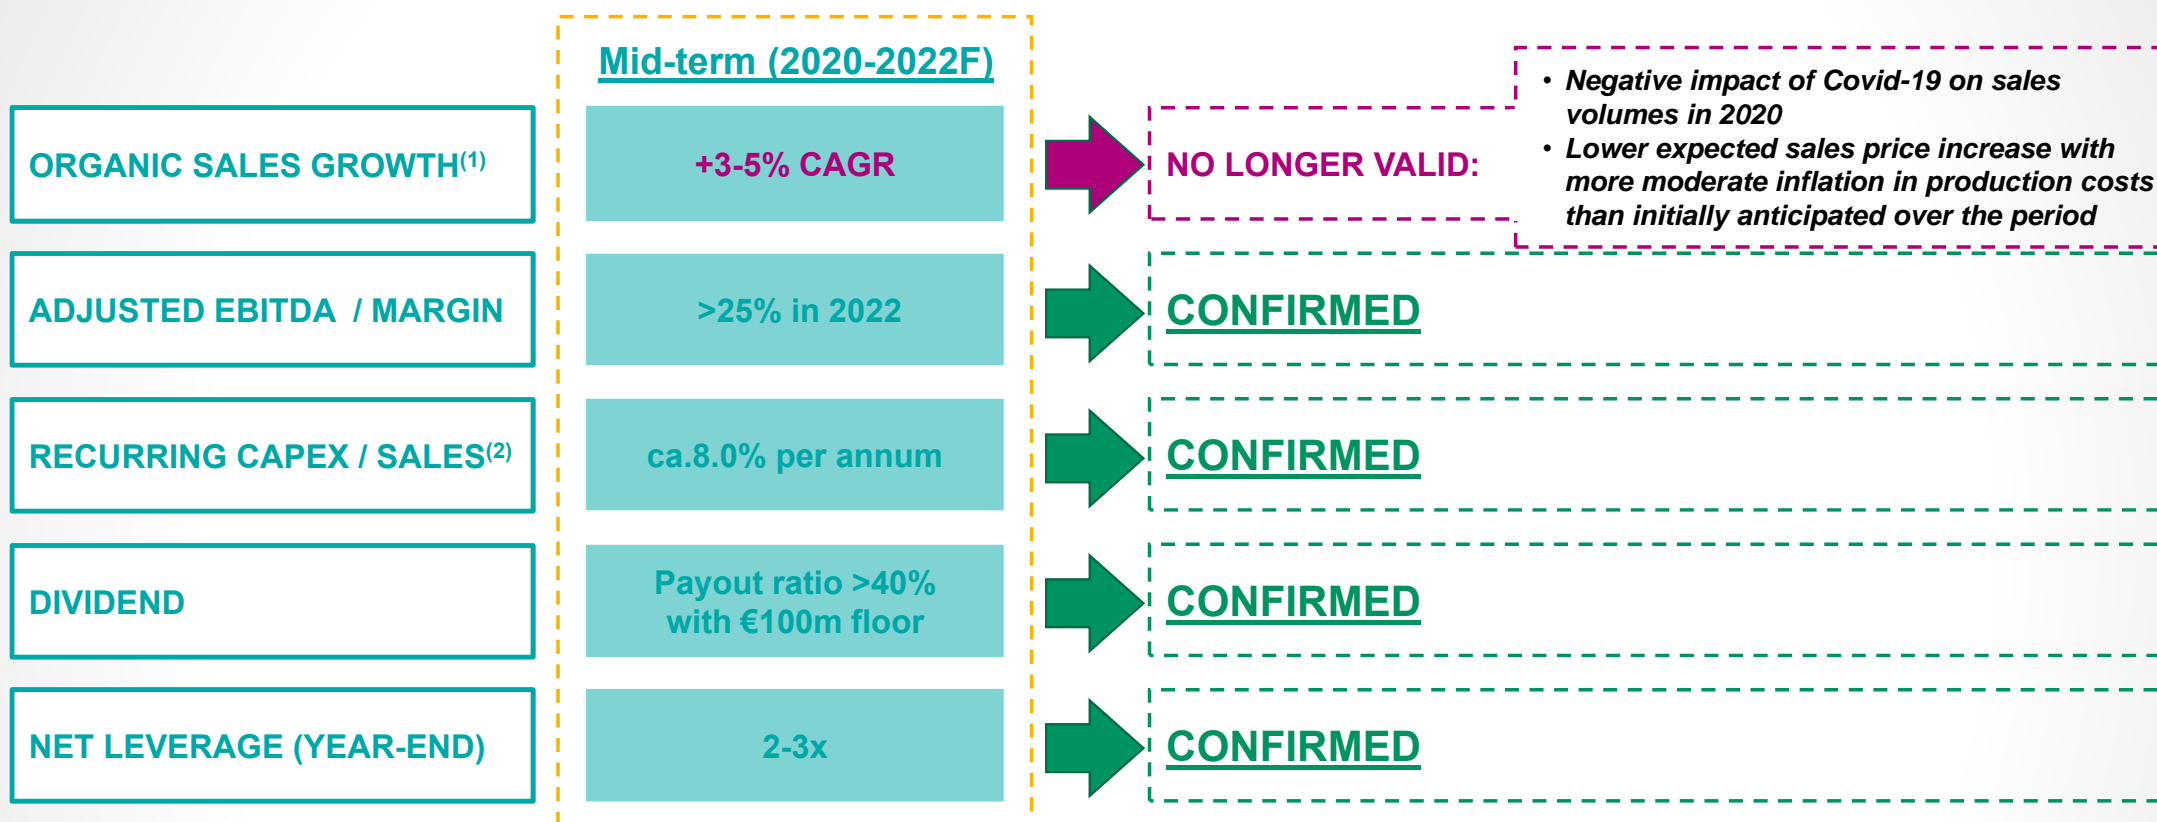 Mid-term (2020-2022F)
ORGANIC SALES GROWTH(1)
+3-5% CAGR
NO LONGER VALID:
• Negative impact of Covid-19 on sales
volumes in 2020
• Lower expected sales price increase with
more moderate inflation in production costs
than initially anticipated over the period
ADJUSTED EBITDA / MARGIN
>25% in 2022
CONFIRMED
RECURRING CAPEX / SALES(2)
ca.8.0% per annum
CONFIRMED
DIVIDEND
Payout ratio >40%
with €100m floor
CONFIRMED
NET LEVERAGE (YEAR-END)
2-3x
CONFIRMED